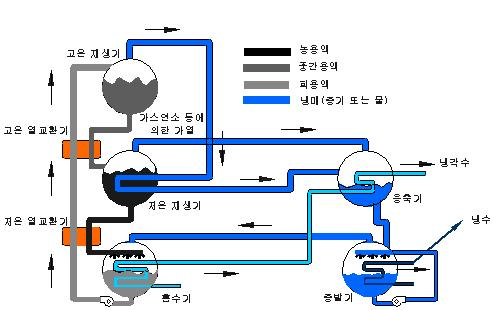 고온 재생기
농용액
중간용액
희용액
냉매(증기 또는 물)
가스연소 등에
의한 가열
고온 열교환기
냉각수
저온 재생기
응축기
저온 열교환기
냉수
흡수기
증발기